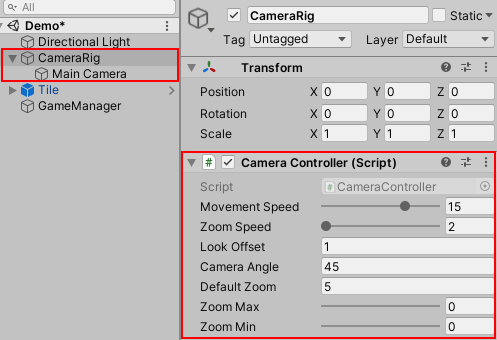 All
Demo*
Directional Light
CameraRig
Main Camera
Tile
GameManager
CameraRig
Static
Tag Untagged Layer Default
Transform
Position X 0 Y 0 Z 0
Rotation X 0 Y 0 Z 0
Scale X 1 Y 1 Z 1
# Camera Controller (Script)
Script # CameraController
Movement Speed 15
Zoom Speed 2
Look Offset 1
Camera Angle 45
Default Zoom 5
Zoom Max 0
Zoom Min 0